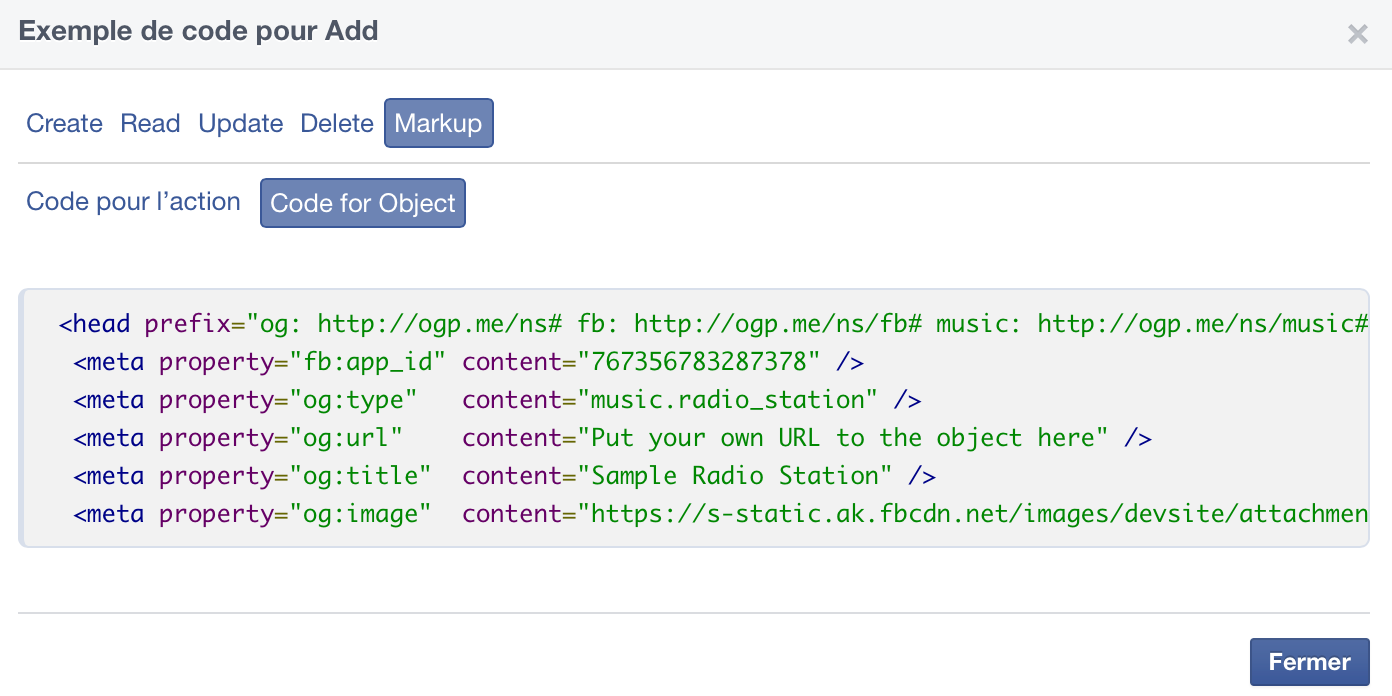 Exemple de code pour Add
×
Create Read Update Delete Markup
Code pour l’action Code for Object
<head prefix="og: http://ogp.me/ns# fb: http://ogp.me/ns/fb# music: http://ogp.me/ns/music#
<meta property="fb:app_id" content="767356783287378" />
<meta property="og:type"   content="music.radio_station" />
<meta property="og:url"    content="Put your own URL to the object here" />
<meta property="og:title"  content="Sample Radio Station" />
<meta property="og:image"  content="https://s-static.ak.fbcdn.net/images/devsite/attachmen
Fermer